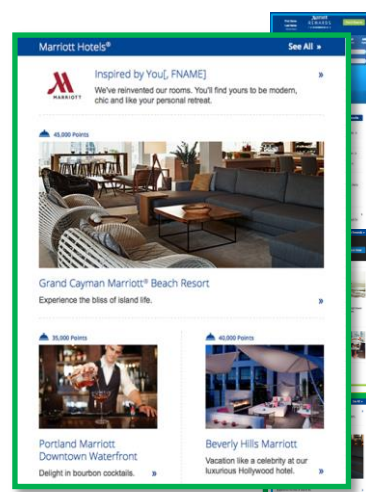 Marriott Hotels®
See All »
Inspired by You[, FNAME]
»
MARRIOTT
We've reinvented our rooms. You'll find yours to be modern,
chic and like your personal retreat.
45,000 Points
Grand Cayman Marriott® Beach Resort
Experience the bliss of island life.
»
35,000 Points
Portland Marriott
Downtown Waterfront
Delight in bourbon cocktails. »
40,000 Points
Beverly Hills Marriott
Vacation like a celebrity at our
luxurious Hollywood hotel. »
Marriott
REWARDS